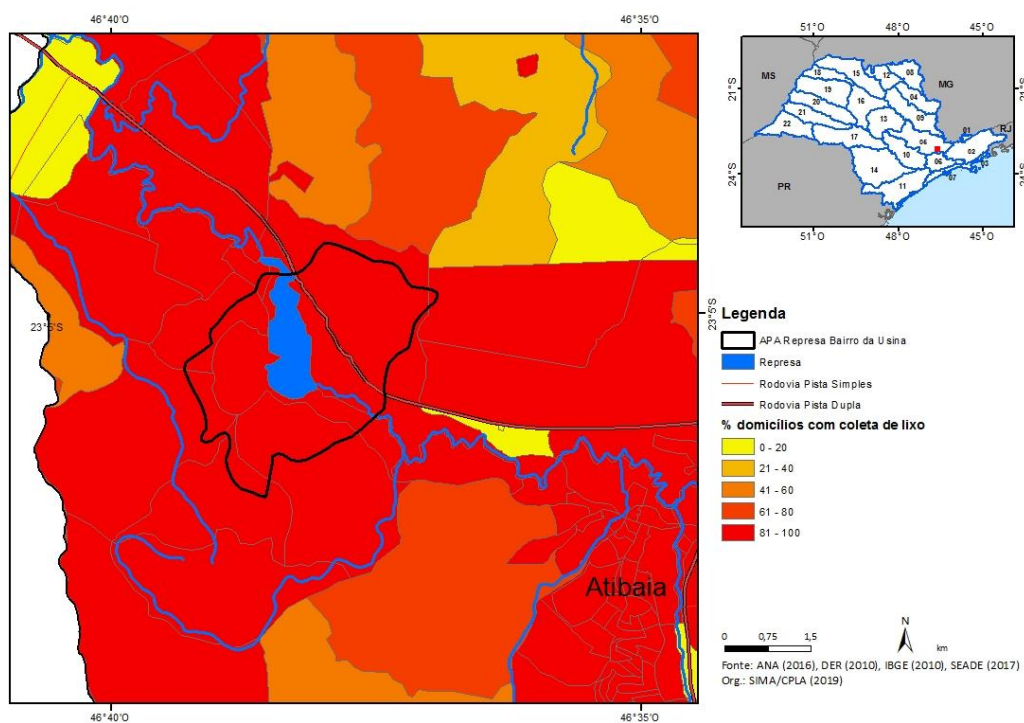 46°40'O
46°35'O
23°5'S
23°5'S
Atibaia
46°40'O
46°35'O
51°O
48°O
45°O
21°S
24°S
MS
MG
RJ
PR
18
15
12
08
19
04
20
16
21
13
09
22
17
01
02
10
06
03
14
07
11
51°O
48°O
45°O
Legenda
APA Represa Bairro da Usina
Represa
Rodovia Pista Simples
Rodovia Pista Dupla
% domicílios com coleta de lixo
0 - 20
21 - 40
41 - 60
61 - 80
81 - 100
N
0 0,75 1,5
km
Fonte: ANA (2016), DER (2010), IBGE (2010), SEADE (2017)
Org.: SIMA/CPLA (2019)